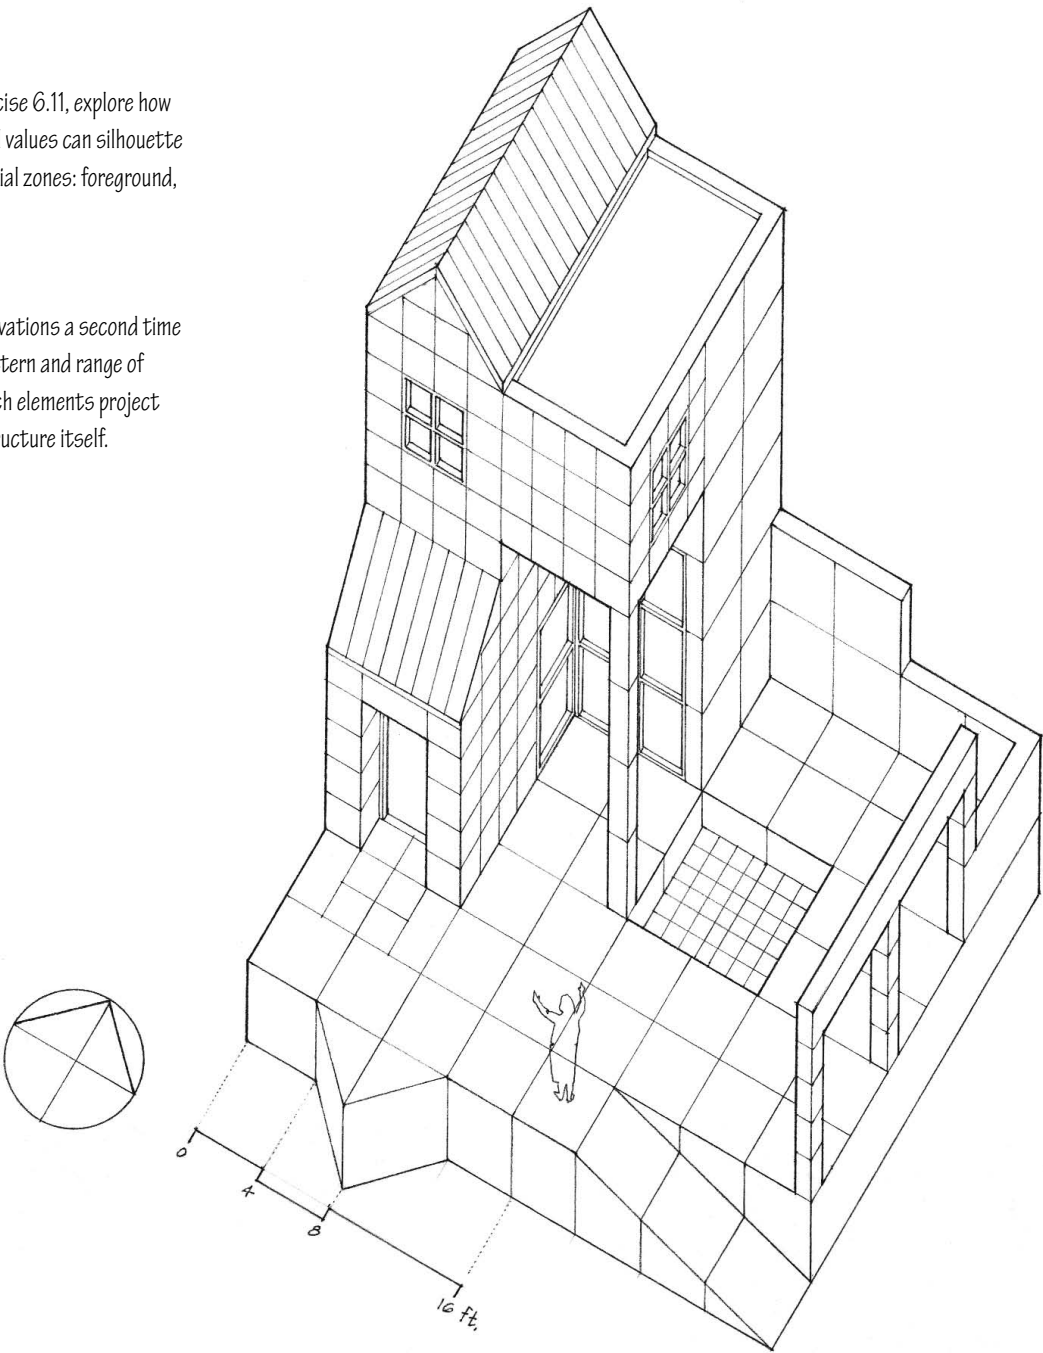 cise 6.11, explore how
values can silhouette
ial zones: foreground,
vations a second time
tern and range of
ch elements project
ucture itself.
0
4
8
16 ft.